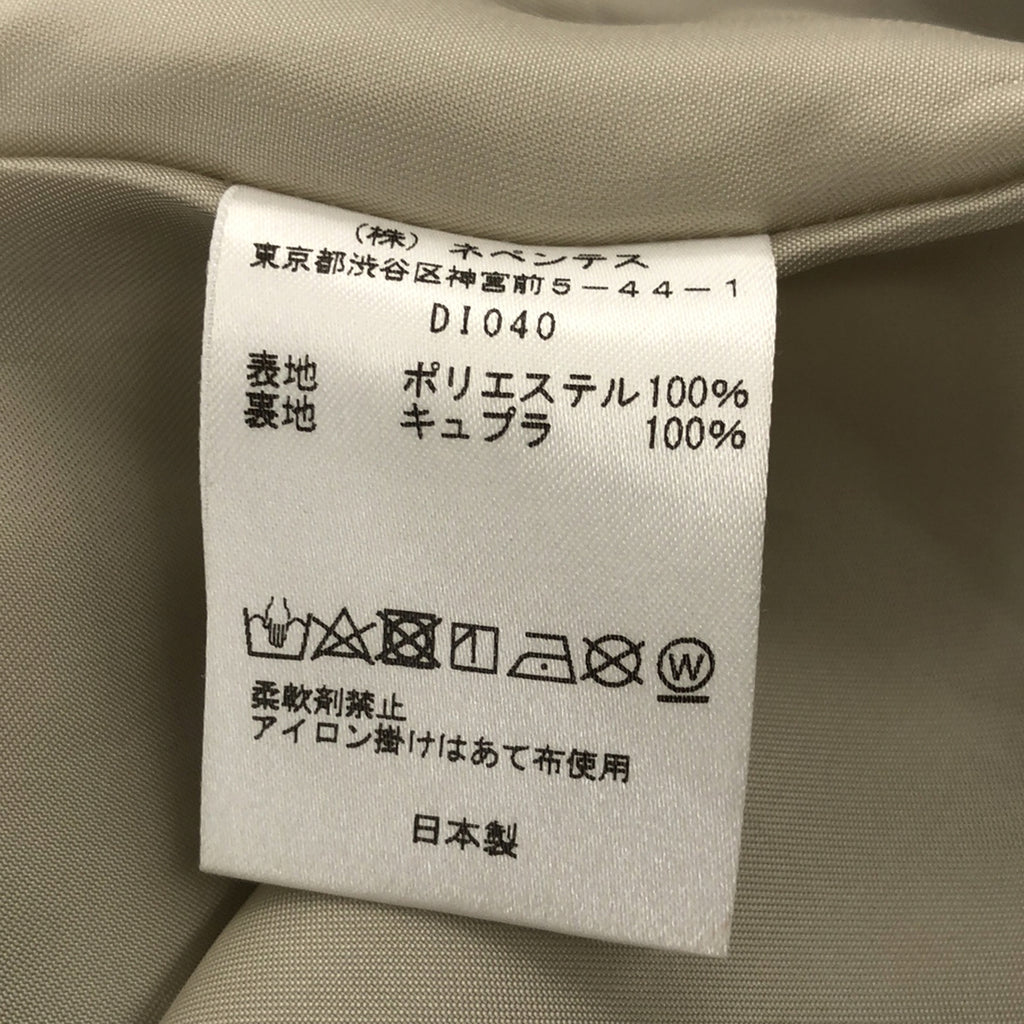 (株) ネペンテス
東京都渋谷区神宮前5-44-1
DI040
表地 ポリエステル100%
裏地 キュプラ 100%
W
柔軟剤禁止
アイロン掛けはあて布使用
日本製